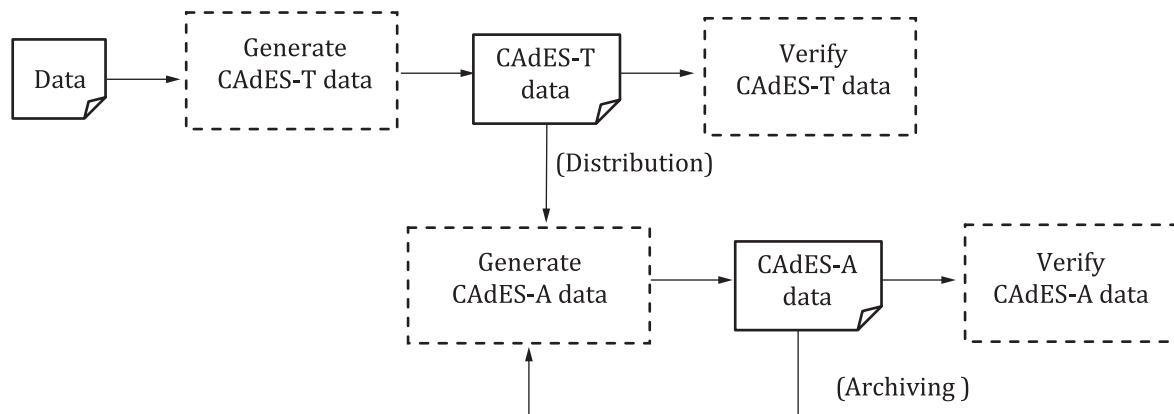 Data
Generate
CAdES-T data
CAdES-T
data
Verify
CAdES-T data
(Distribution)
Generate
CAdES-A data
CAdES-A
data
Verify
CAdES-A data
(Archiving )